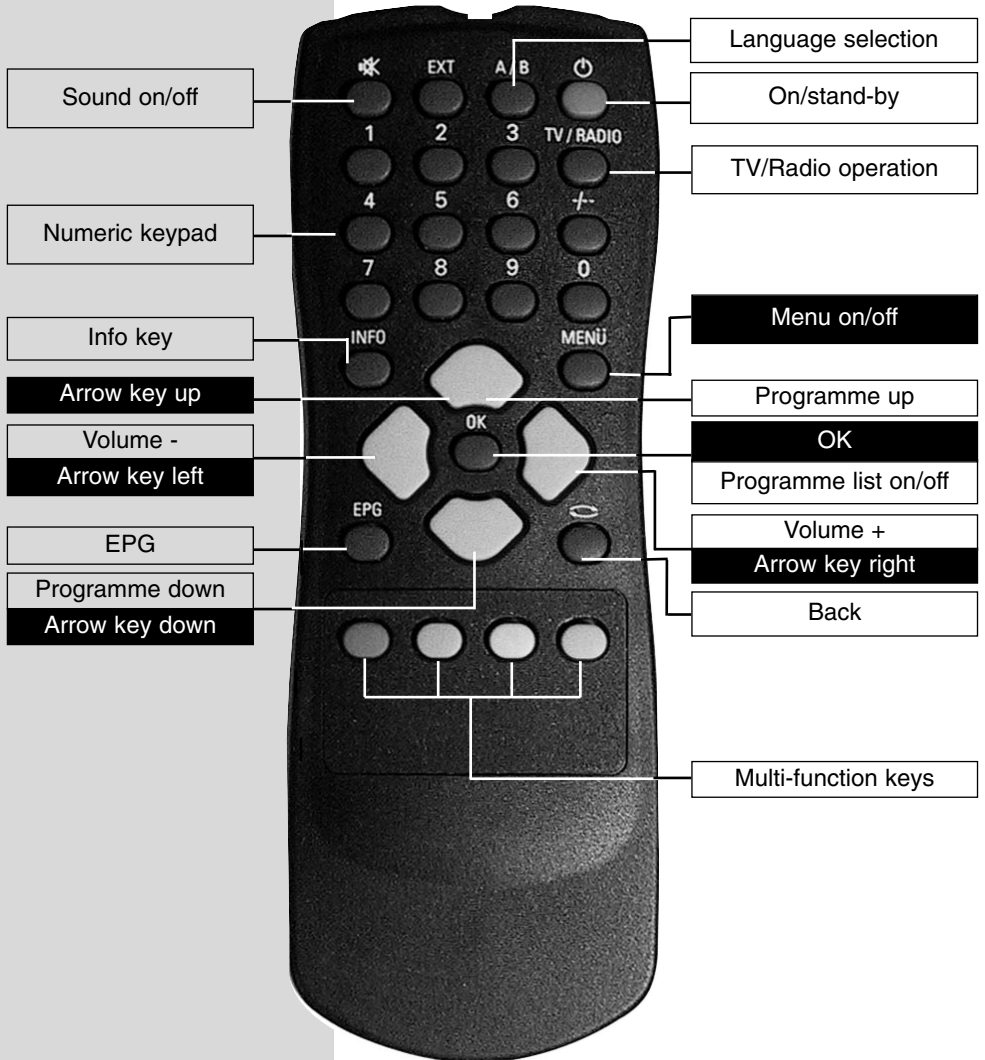 Language selection
Sound on/off
On/stand-by
EXT A / B
1 2 3 TV / RADIO
TV/Radio operation
4 5 6 -/--
Numeric keypad
7 8 9 0
INFO MENÜ
Info key
Menu on/off
Arrow key up
Programme up
Volume -
Arrow key left
OK
OK
Programme list on/off
EPG
EPG
Volume +
Arrow key right
Programme down
Arrow key down
Back
Multi-function keys